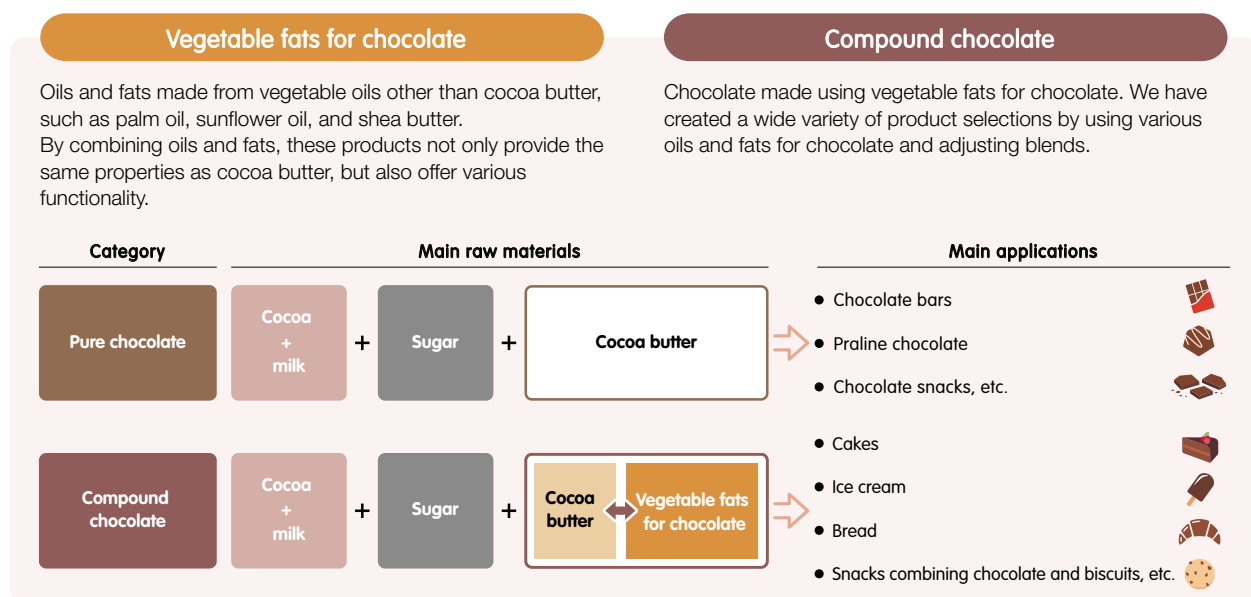 Vegetable fats for chocolate
Oils and fats made from vegetable oils other than cocoa butter,
such as palm oil, sunflower oil, and shea butter.
By combining oils and fats, these products not only provide the
same properties as cocoa butter, but also offer various
functionality.
Compound chocolate
Chocolate made using vegetable fats for chocolate. We have
created a wide variety of product selections by using various
oils and fats for chocolate and adjusting blends.
Category
Main raw materials
Main applications
Pure chocolate
Cocoa
+
milk
+
Sugar
+
Cocoa butter
• Chocolate bars
• Praline chocolate
• Chocolate snacks, etc.
Compound
chocolate
Cocoa
+
milk
+
Sugar
+
Cocoa
butter
Vegetable fats
for chocolate
• Cakes
• Ice cream
• Bread
• Snacks combining chocolate and biscuits, etc.